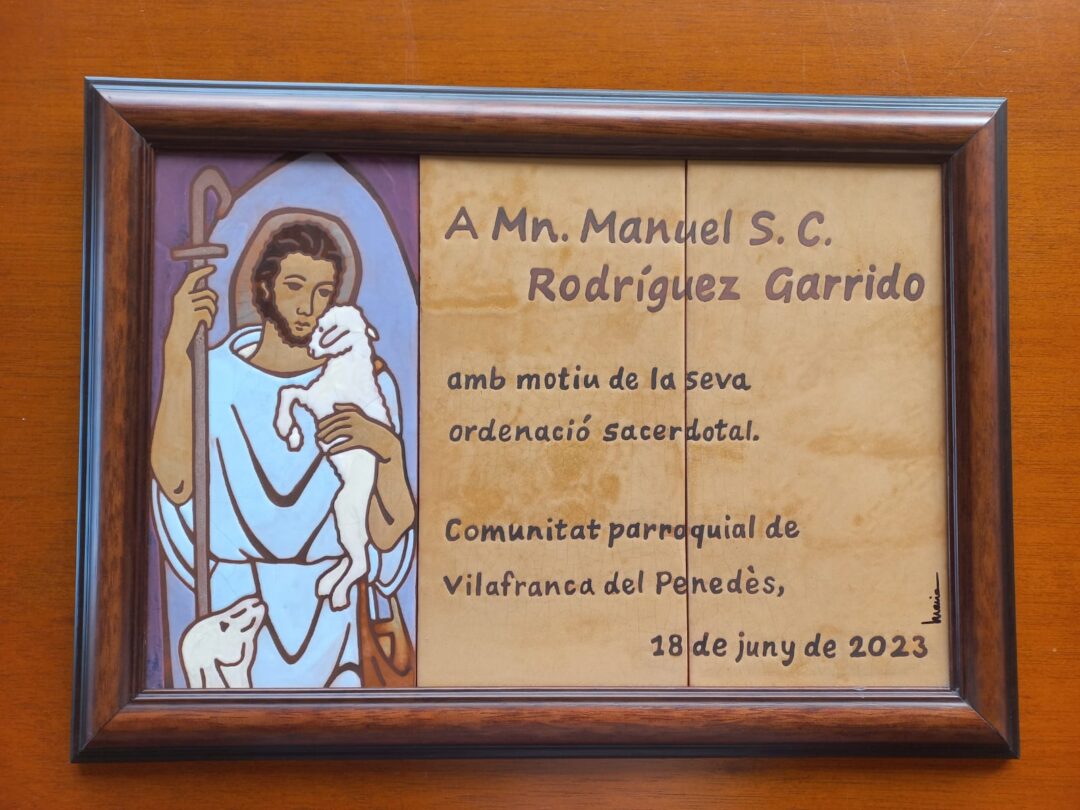 A Mn. Manuel S. C.
Rodríguez Garrido
amb motiu de la seva
ordenació sacerdotal.
Comunitat parroquial de
Vilafranca del Penedès,
18 de juny de 2023